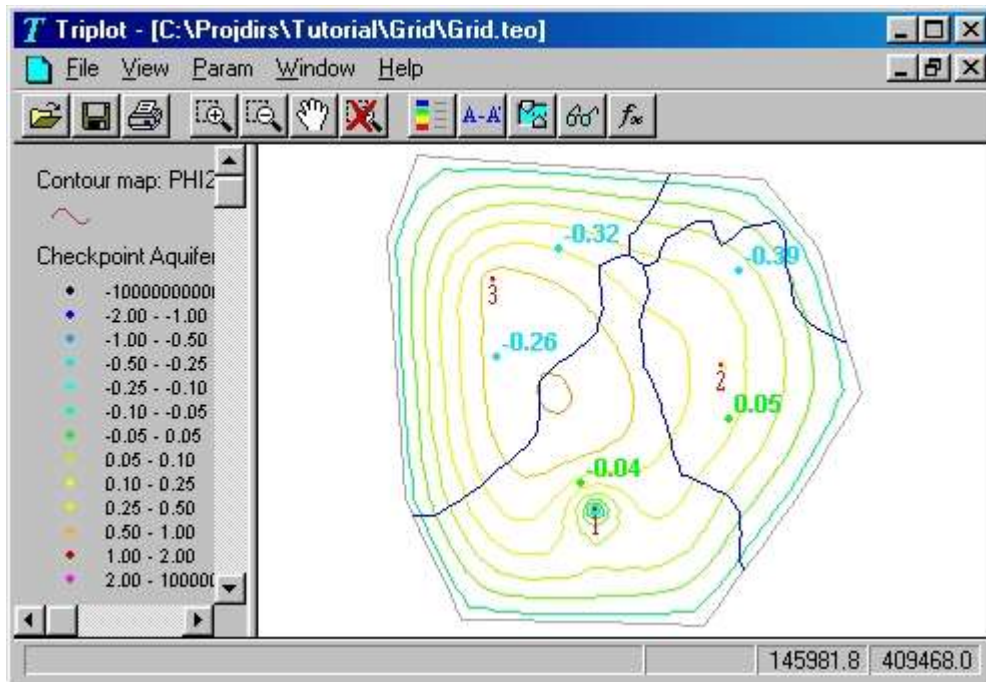 Triplot - [C:\Projdirs\Tutorial\Grid\Grid.teo]
File View Param Window Help
A-A'
Contour map: PHI2
Checkpoint Aquifer
-1000000000
-2.00 - -1.00
-1.00 - -0.50
-0.50 - -0.25
-0.25 - -0.10
-0.10 - -0.05
-0.05 - 0.05
0.05 - 0.10
0.10 - 0.25
0.25 - 0.50
0.50 - 1.00
1.00 - 2.00
2.00 - 100000
-0.32
-0.39
3
-0.26
2
0.05
-0.04
1
145981.8 409468.0